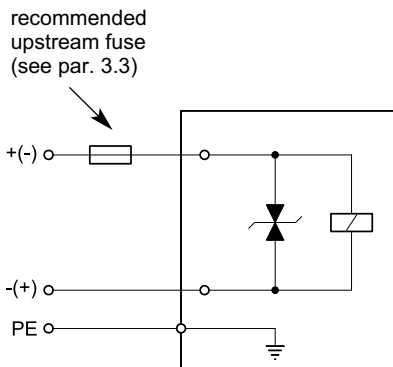 recommended
upstream fuse
(see par. 3.3)
+(-)
-(+)
PE